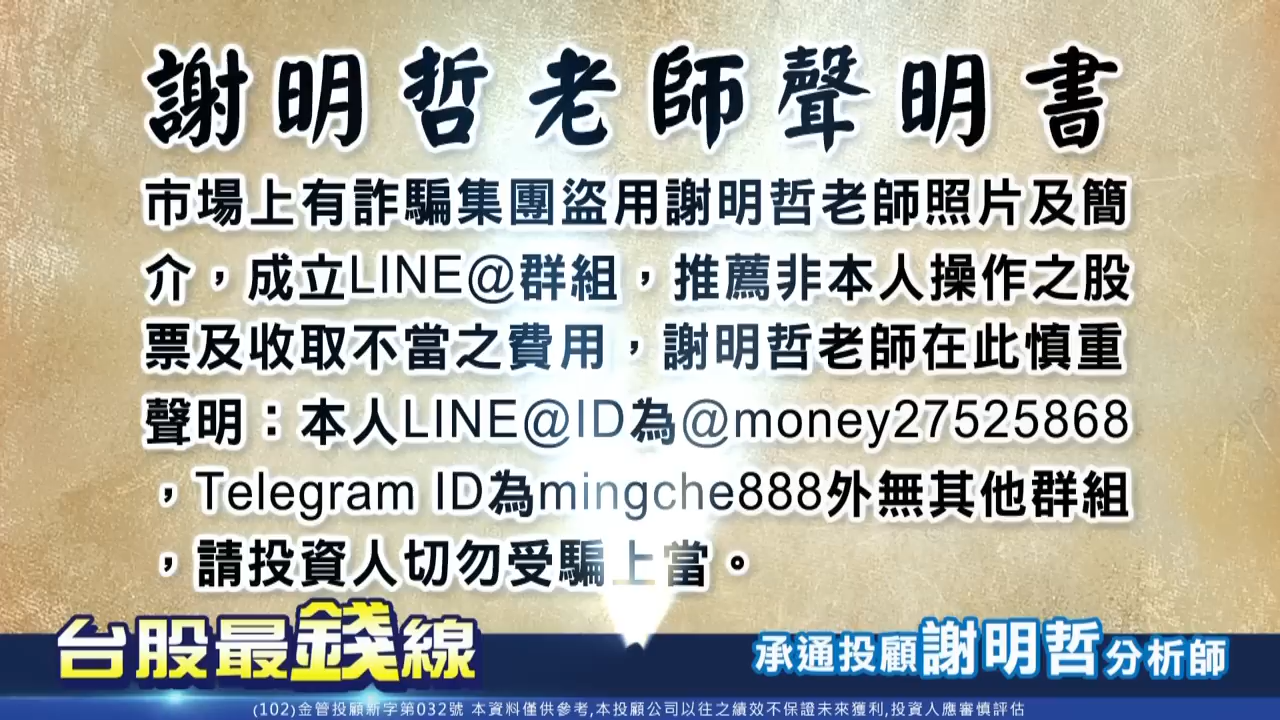 謝明哲老師聲明書
市場上有詐騙集團盜用謝明哲老師照片及簡
介，成立LINE@群組，推薦非本人操作之股
票及收取不當之費用，謝明哲老師在此慎重
聲明：本人LINE@ID為@money27525868
，Telegram ID為mingche888外無其他群組
，請投資人切勿受騙上當。
台股最錢線
承通投顧謝明哲分析師
(102)金管投顧新字第032號 本資料僅供參考,本投顧公司以往之績效不保證未來獲利,投資人應審慎評估